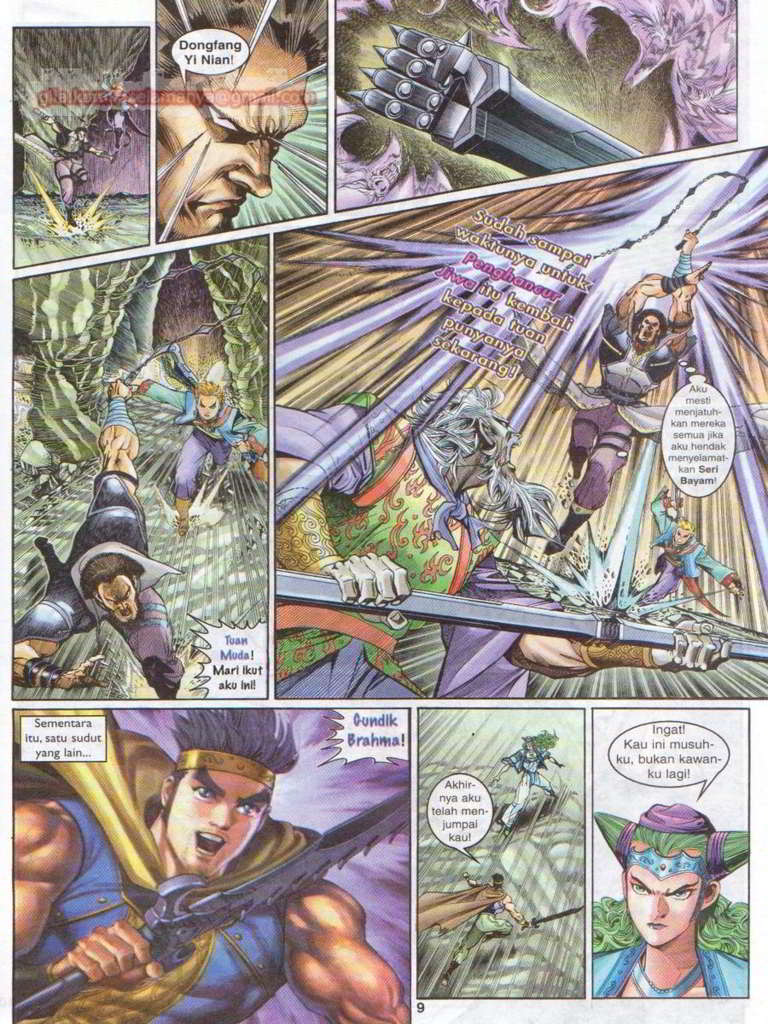 Dongfang
Yi Nian!
Sudah sampai
waktunya untuk
Penghancur
Jiwa itu kembali
kepada tuan
punyanya
sekarang!
Aku
mesti
menjatuh-
kan mereka
semua jika
aku hendak
menyelamat-
kan Seri
Bayam!
Tuan
Muda!
Mari ikut
aku ini!
Sementara
itu, satu sudut
yang lain...
Gundik
Brahma!
Akhir-
nya aku
telah men-
jumpai
kau!
Ingat!
Kau ini musuh-
ku, bukan kawan-
ku lagi!
9